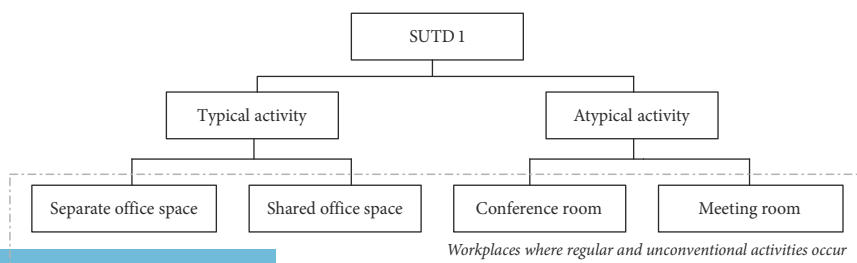 SUTD 1
Typical activity
Atypical activity
Separate office space
Shared office space
Conference room
Meeting room
Workplaces where regular and unconventional activities occur